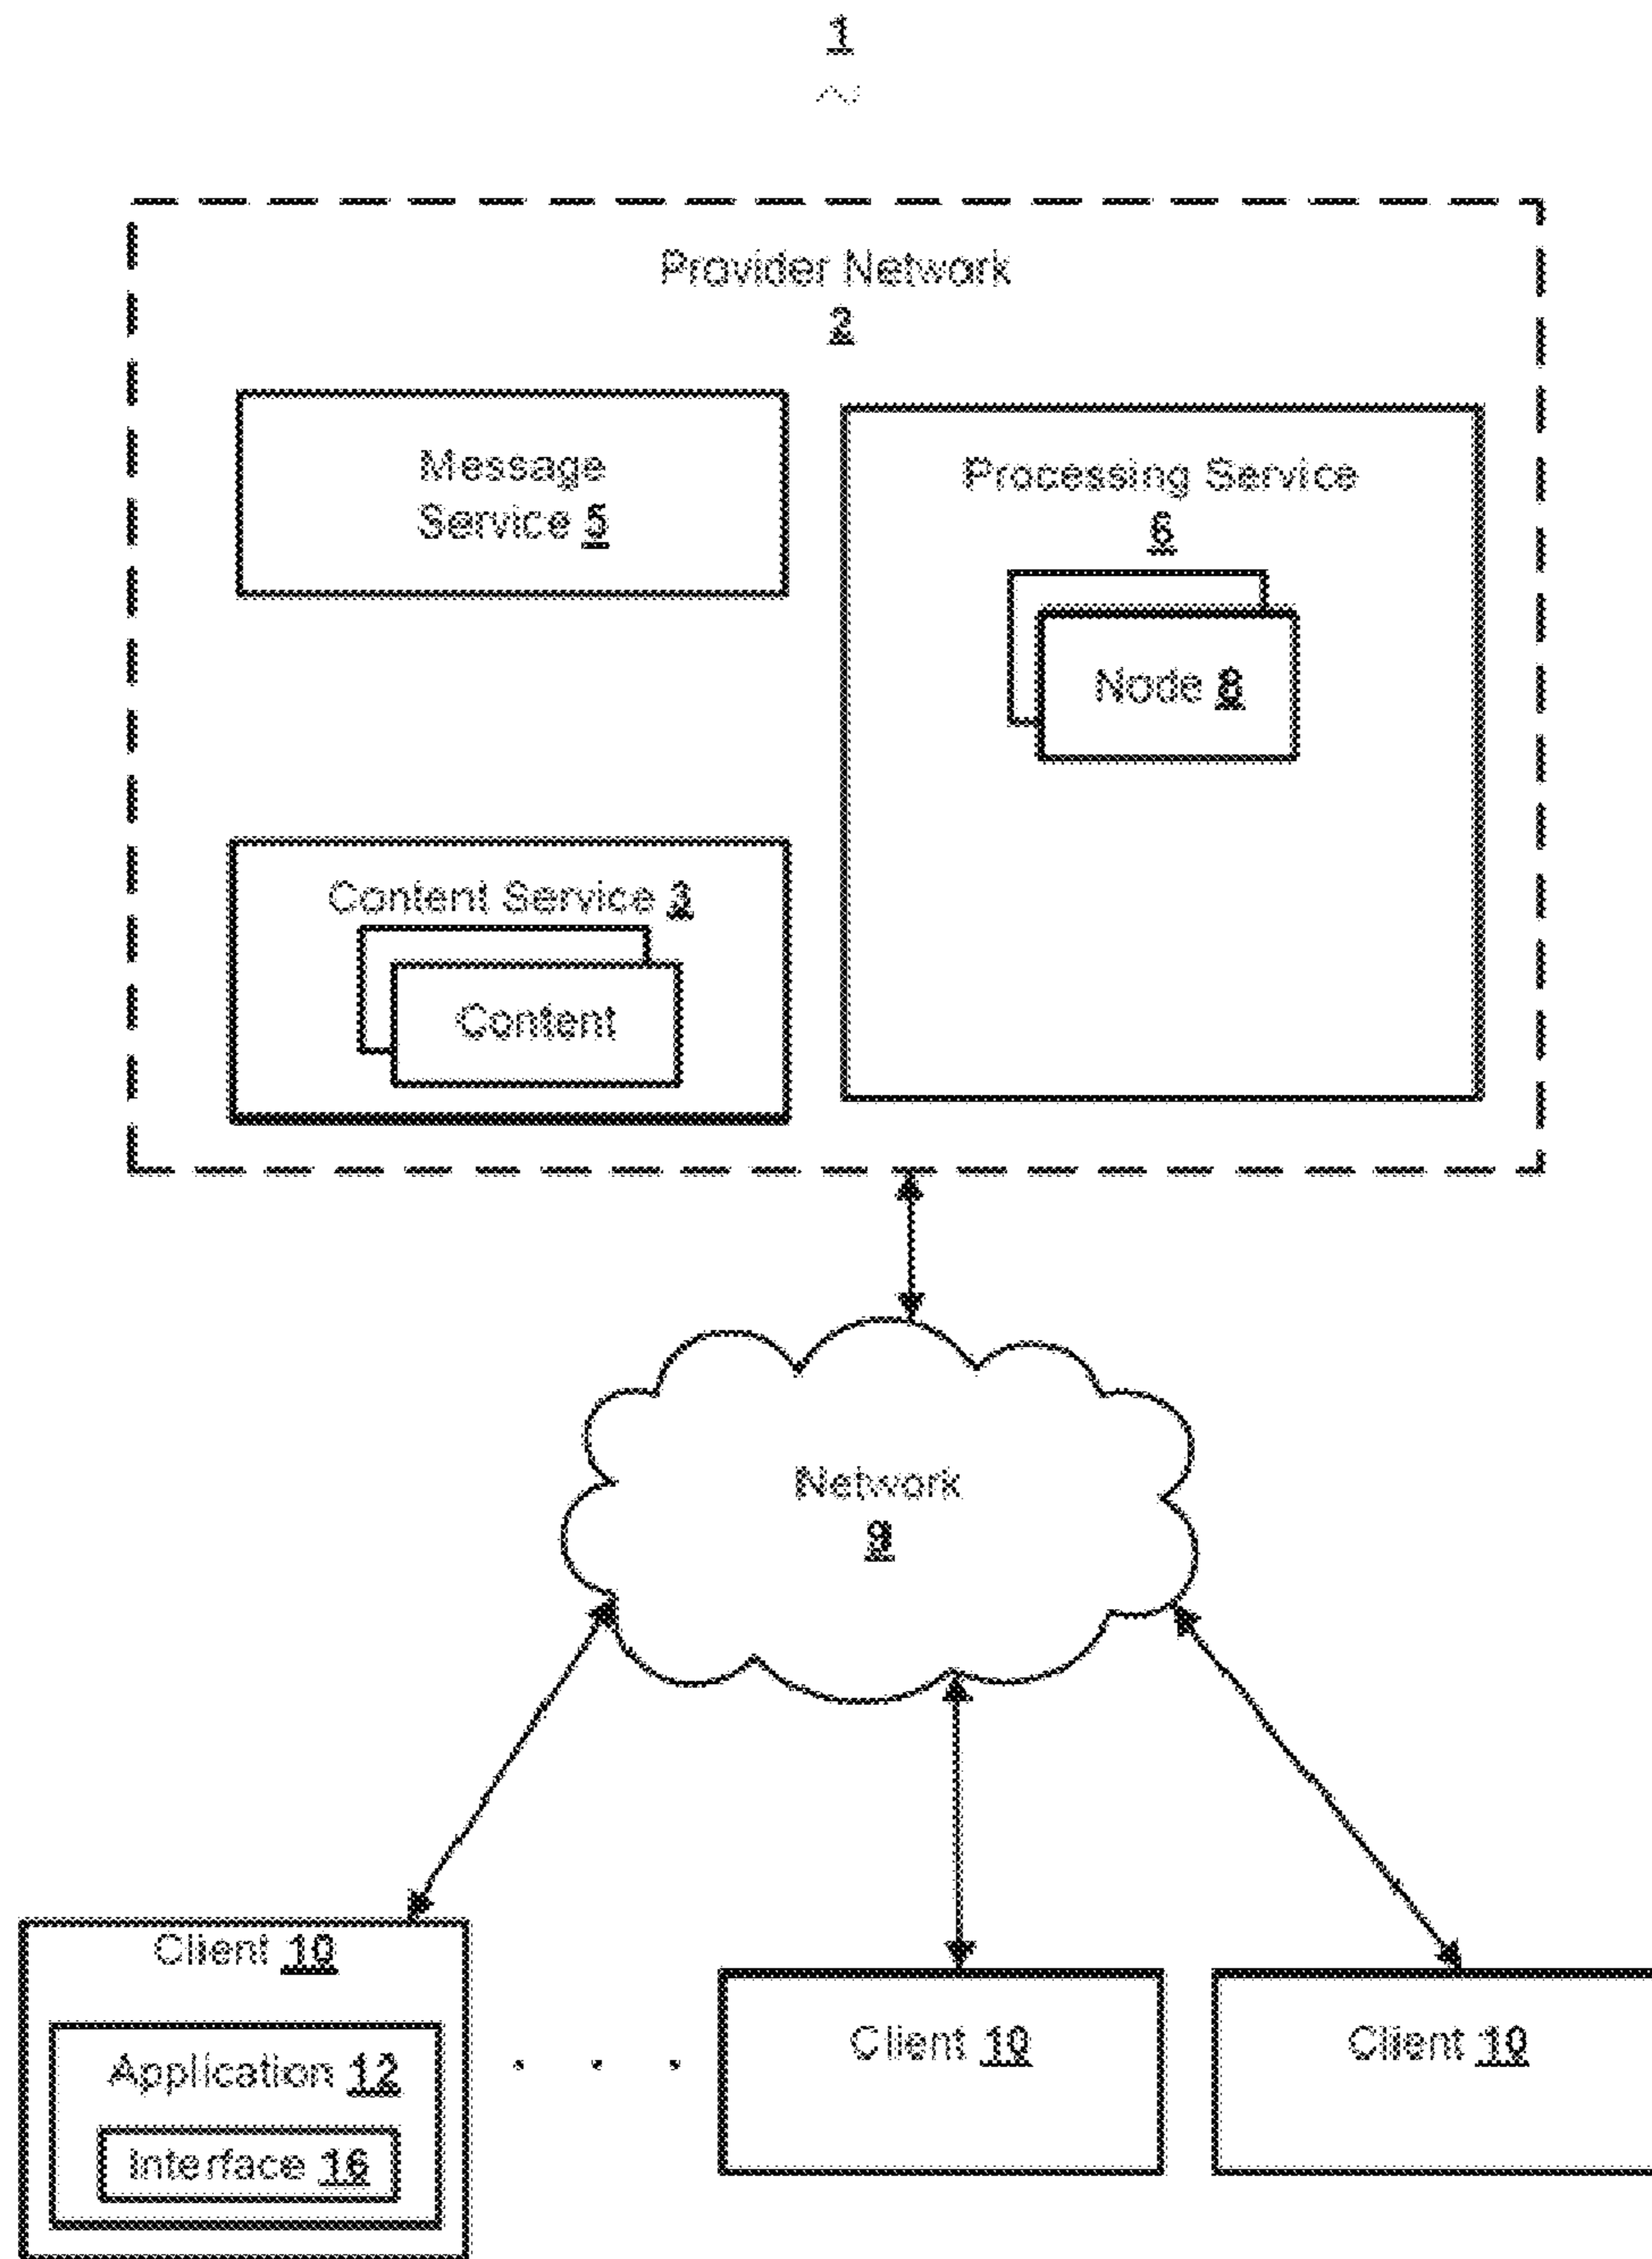 1
Provider Network
2
Message
Service 5
Processing Service
6
Node 8
Content Service 3
Content
Network
9
Client 10
Application 12
Interface 16
. . .
Client 10
Client 10